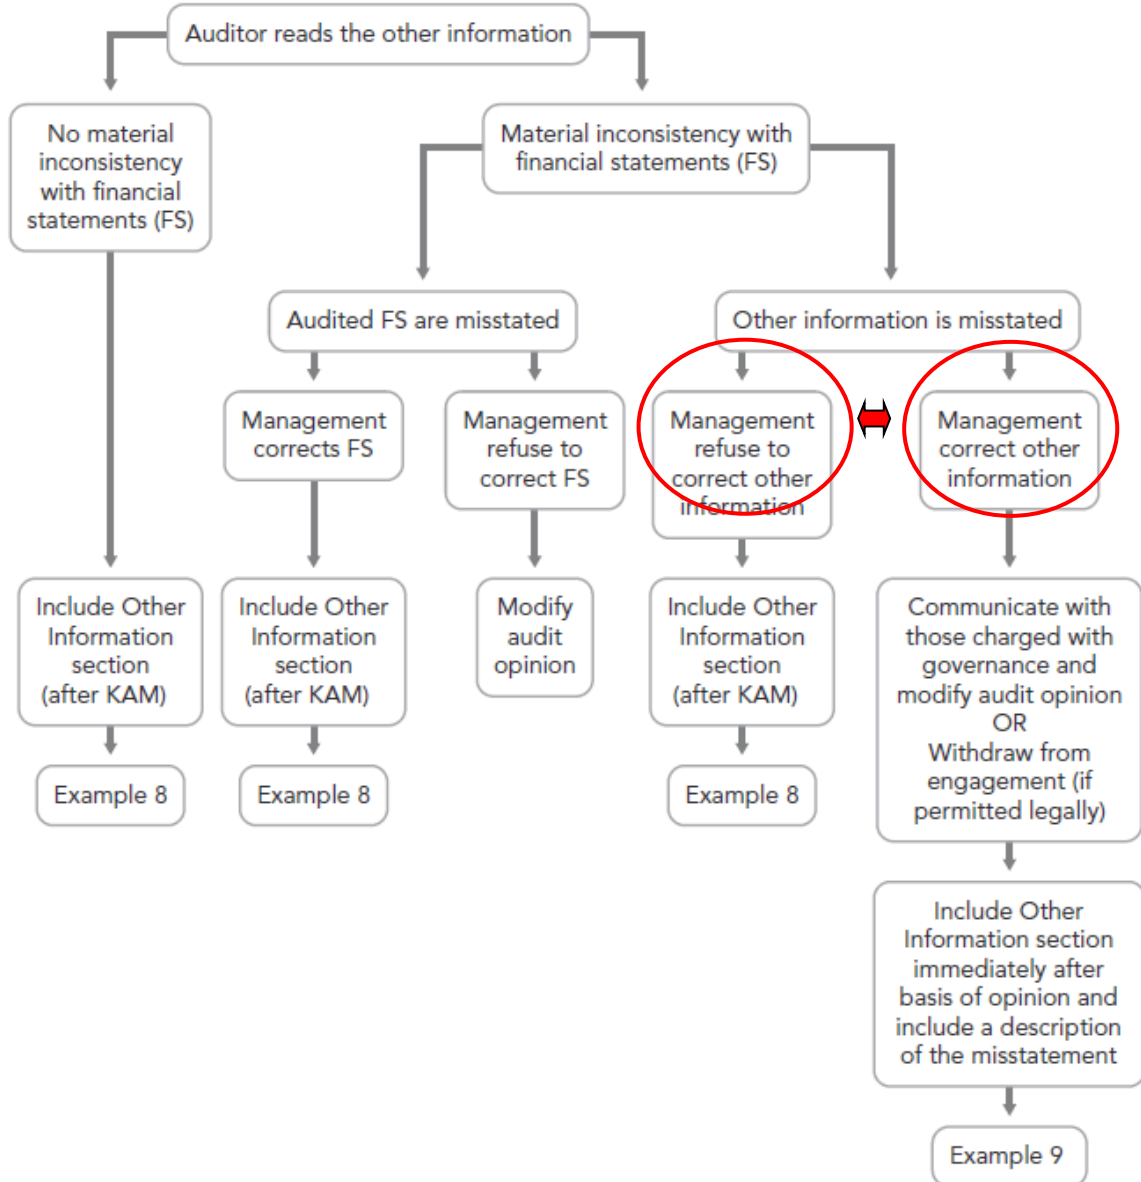 Auditor reads the other information
No material
inconsistency
with financial
statements (FS)
Material inconsistency with
financial statements (FS)
Audited FS are misstated
Other information is misstated
Management
corrects FS
Management
refuse to
correct FS
Management
refuse to
correct other
information
Management
correct other
information
Include Other
Information
section
(after KAM)
Include Other
Information
section
(after KAM)
Modify
audit
opinion
Include Other
Information
section
(after KAM)
Communicate with
those charged with
governance and
modify audit opinion
OR
Withdraw from
engagement (if
permitted legally)
Example 8
Example 8
Example 8
Include Other
Information section
immediately after
basis of opinion and
include a description
of the misstatement
Example 9